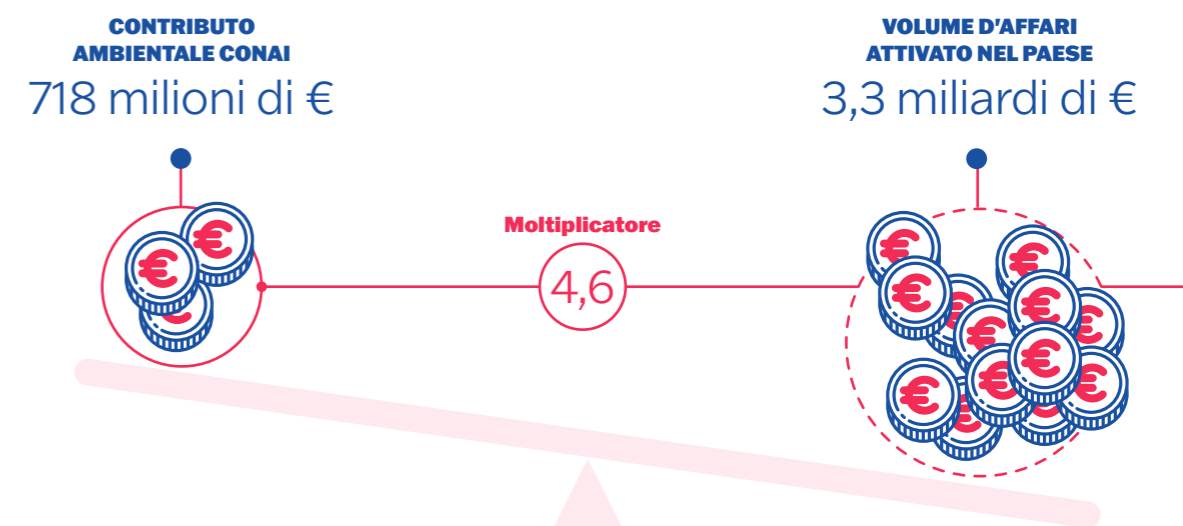 CONTRIBUTO
AMBIENTALE CONAI
718 milioni di €
VOLUME D'AFFARI
ATTIVATO NEL PAESE
3,3 miliardi di €
Moltiplicatore
4,6